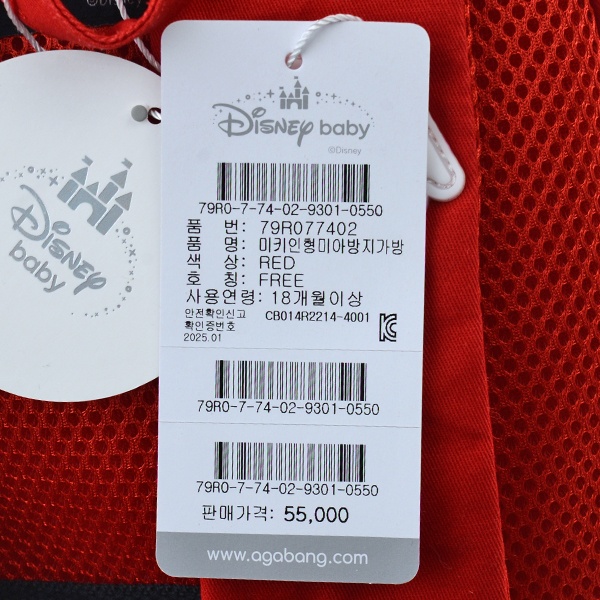 ©Disney
Disney
baby
Disney baby
©Disney
79R0-7-74-02-9301-0550
품 번: 79R077402
품 명: 미키인형미아방지가방
색 상: RED
호 칭: FREE
사용연령: 18개월이상
안전확인신고
확인증번호 CB014R2214-4001
2025.01
79R0-7-74-02-9301-0550
79R0-7-74-02-9301-0550
판매가격: 55,000
www.agabang.com